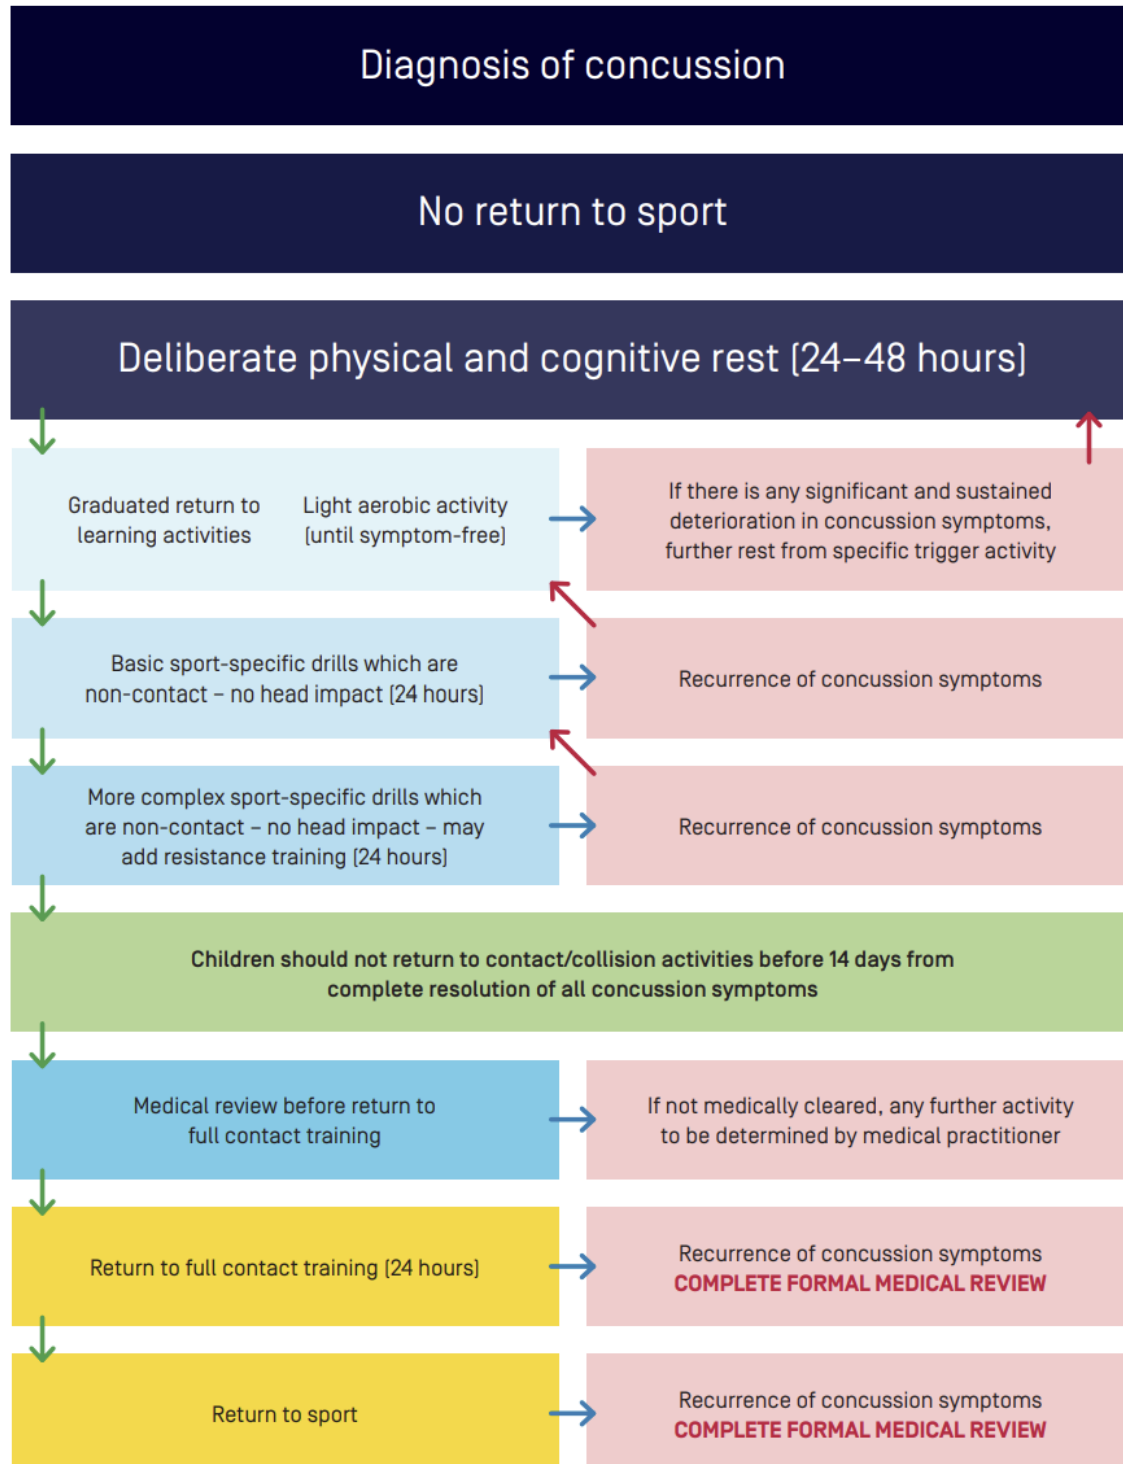 Diagnosis of concussion
No return to sport
Deliberate physical and cognitive rest (24–48 hours)
Graduated return to
learning activities
Light aerobic activity
(until symptom-free)
If there is any significant and sustained
deterioration in concussion symptoms,
further rest from specific trigger activity
Basic sport-specific drills which are
non-contact – no head impact (24 hours)
Recurrence of concussion symptoms
More complex sport-specific drills which
are non-contact – no head impact – may
add resistance training (24 hours)
Recurrence of concussion symptoms
Children should not return to contact/collision activities before 14 days from
complete resolution of all concussion symptoms
Medical review before return to
full contact training
If not medically cleared, any further activity
to be determined by medical practitioner
Return to full contact training (24 hours)
Recurrence of concussion symptoms
COMPLETE FORMAL MEDICAL REVIEW
Return to sport
Recurrence of concussion symptoms
COMPLETE FORMAL MEDICAL REVIEW